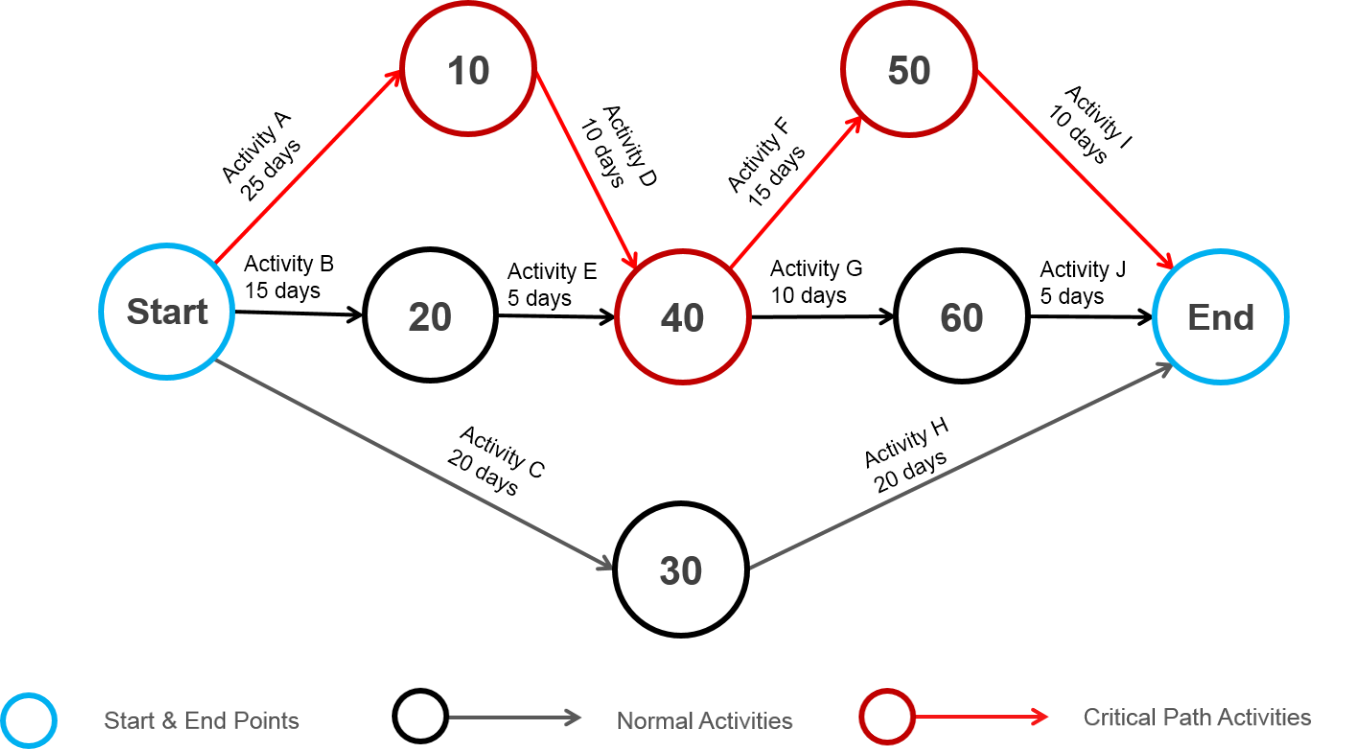 10
50
Activity A
25 days
Activity D
10 days
Activity F
15 days
Activity I
10 days
Start
Activity B
15 days
20
Activity E
5 days
40
Activity G
10 days
60
Activity J
5 days
End
Activity C
20 days
Activity H
20 days
30
Start & End Points
Normal Activities
Critical Path Activities